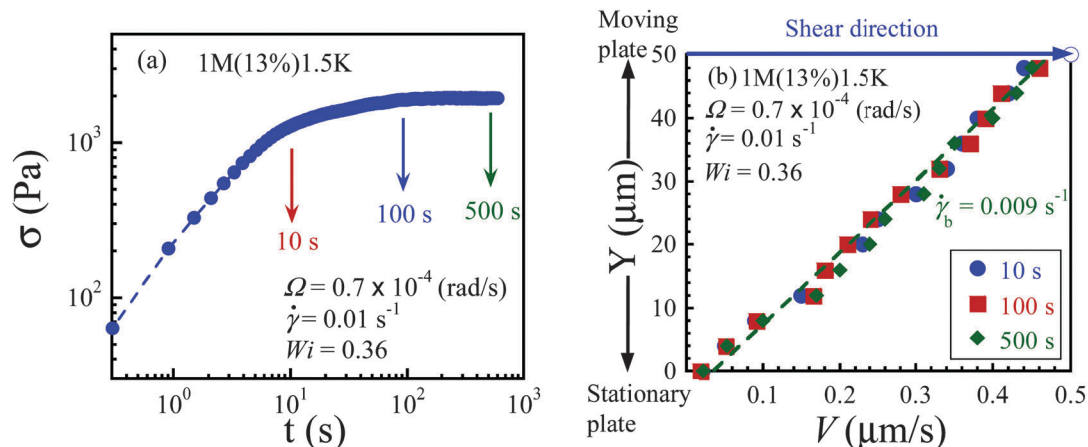 (a)
1M(13%)1.5K
10³
10²
σ (Pa)
10 s
100 s
500 s
Ω = 0.7 x 10⁻⁴ (rad/s)
γ̇ = 0.01 s⁻¹
Wi = 0.36
10⁰
10¹
10²
10³
t (s)
Moving
plate
Shear direction
(b) 1M(13%)1.5K
Ω = 0.7 x 10⁻⁴ (rad/s)
γ̇ = 0.01 s⁻¹
Wi = 0.36
γ̇b = 0.009 s⁻¹
10 s
100 s
500 s
50
40
30
20
10
0
Y (μm)
Stationary
plate
0.1
0.2
0.3
0.4
0.5
V (μm/s)